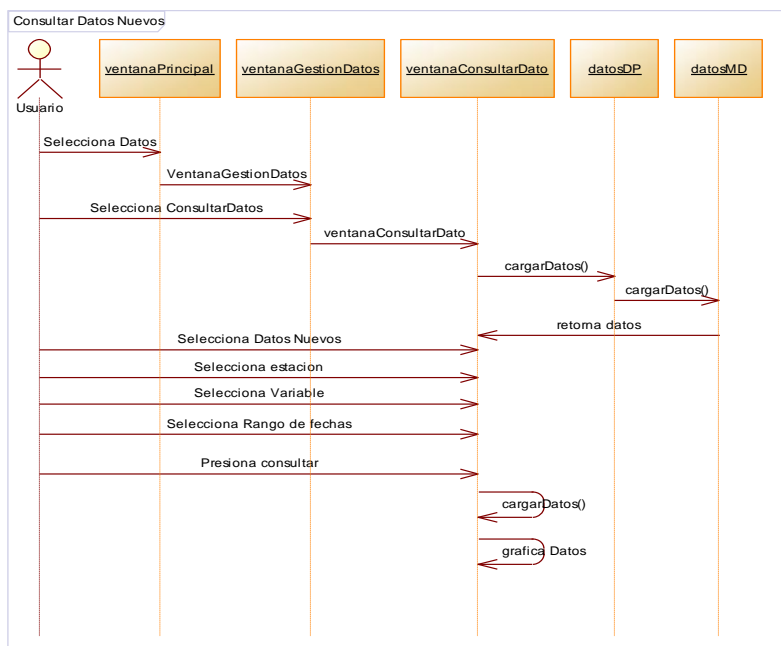 Consultar Datos Nuevos
Usuario
ventanaPrincipal
ventanaGestionDatos
ventanaConsultarDato
datosDP
datosMD
Selecciona Datos
VentanaGestionDatos
Selecciona ConsultarDatos
ventanaConsultarDato
cargarDatos()
cargarDatos()
retorna datos
Selecciona Datos Nuevos
Selecciona estacion
Selecciona Variable
Selecciona Rango de fechas
Presiona consultar
cargarDatos()
grafica Datos